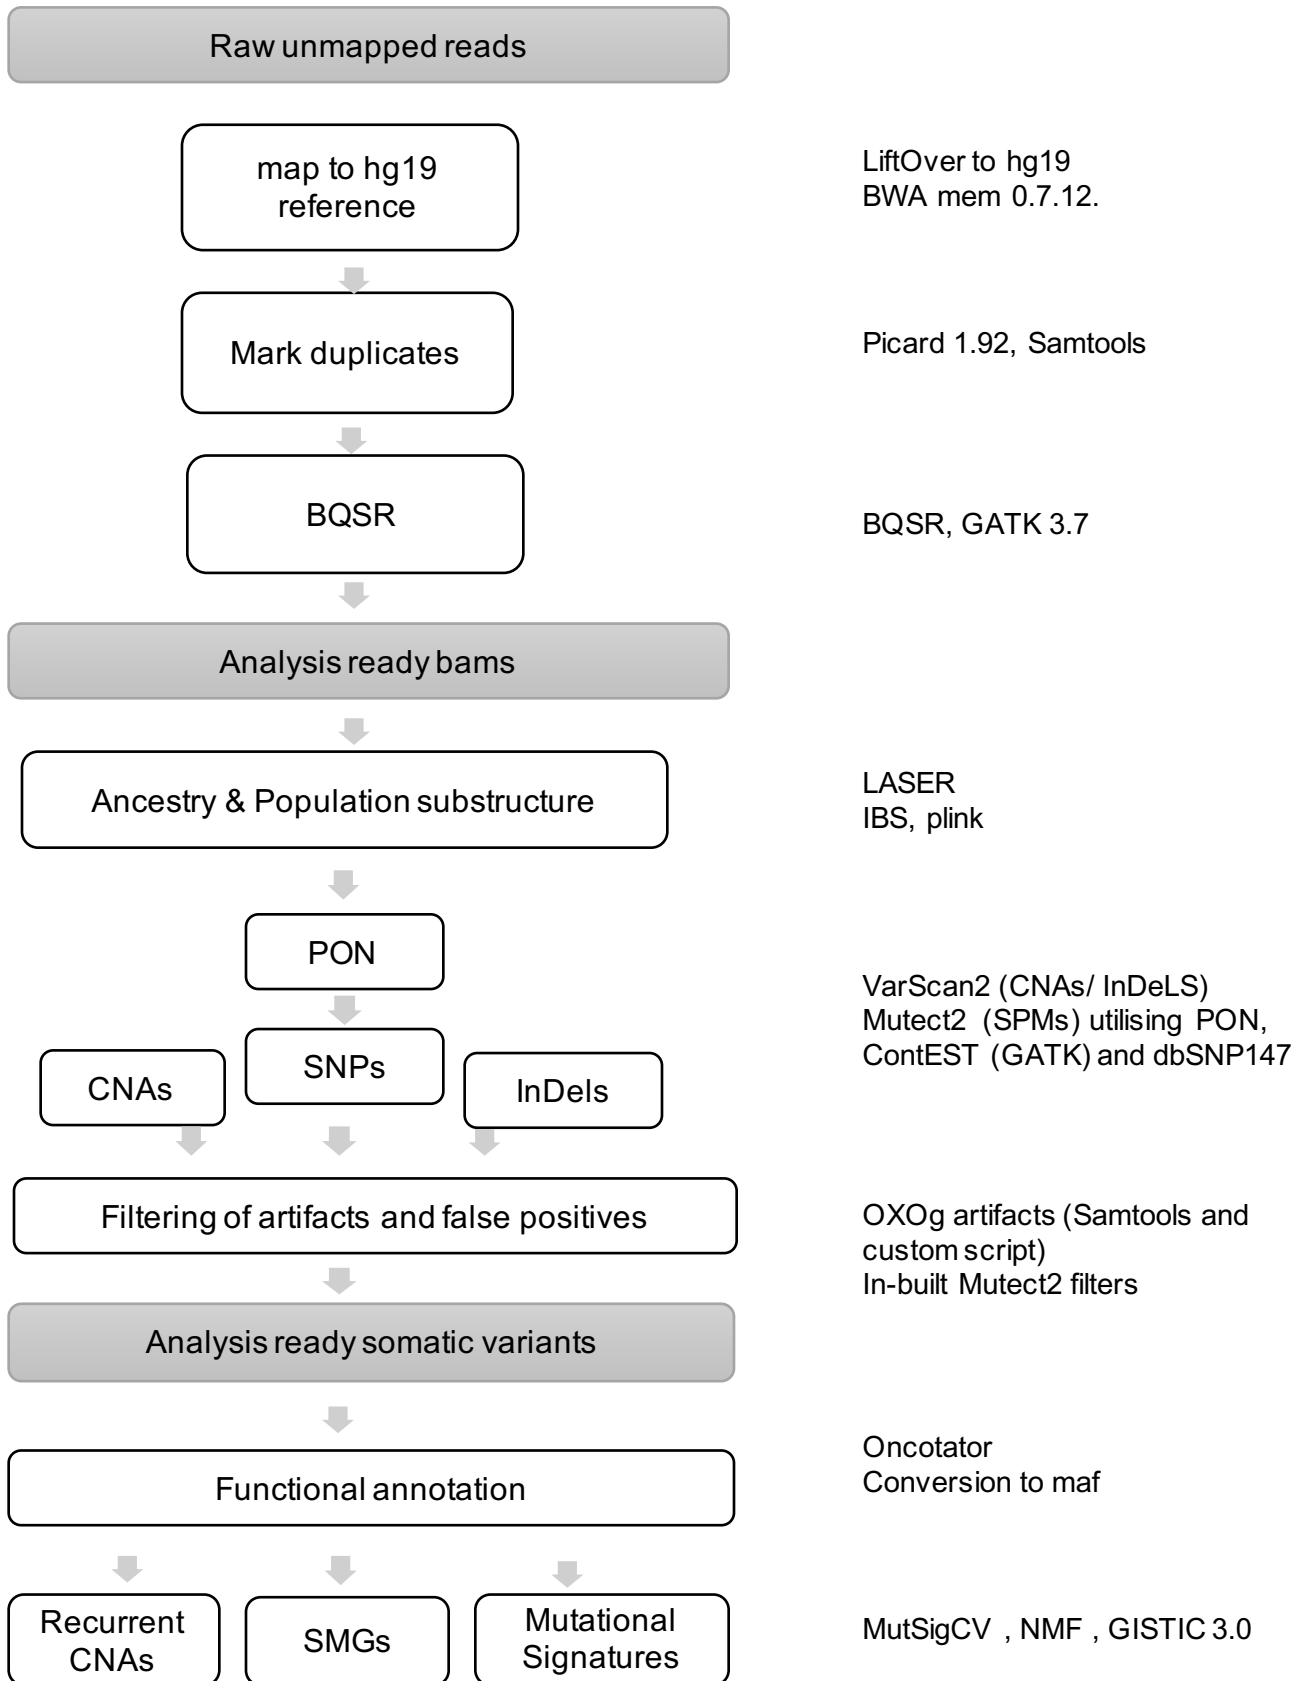 Raw unmapped reads
map to hg19
reference
LiftOver to hg19
BWA mem 0.7.12.
Mark duplicates
Picard 1.92, Samtools
BQSR
BQSR, GATK 3.7
Analysis ready bams
Ancestry & Population substructure
LASER
IBS, plink
PON
VarScan2 (CNAs/ InDeLS)
Mutect2 (SPMs) utilising PON,
ContEST (GATK) and dbSNP147
CNAs
SNPs
InDels
Filtering of artifacts and false positives
OXOg artifacts (Samtools and
custom script)
In-built Mutect2 filters
Analysis ready somatic variants
Functional annotation
Oncotator
Conversion to maf
Recurrent
CNAs
SMGs
Mutational
Signatures
MutSigCV , NMF , GISTIC 3.0